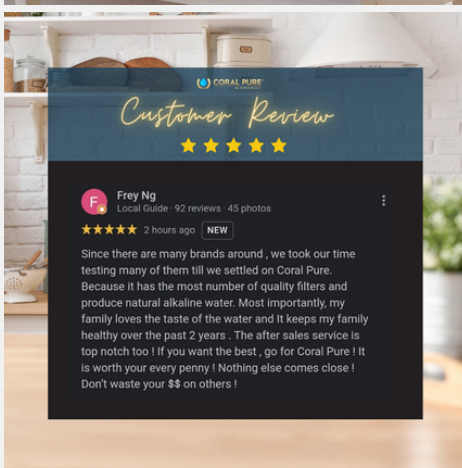 CORAL PURE
Customer Review
F
Frey Ng
Local Guide · 92 reviews · 45 photos
2 hours ago NEW
Since there are many brands around , we took our time
testing many of them till we settled on Coral Pure.
Because it has the most number of quality filters and
produce natural alkaline water. Most importantly, my
family loves the taste of the water and It keeps my family
healthy over the past 2 years . The after sales service is
top notch too ! If you want the best , go for Coral Pure ! It
is worth your every penny ! Nothing else comes close !
Don't waste your $$ on others !